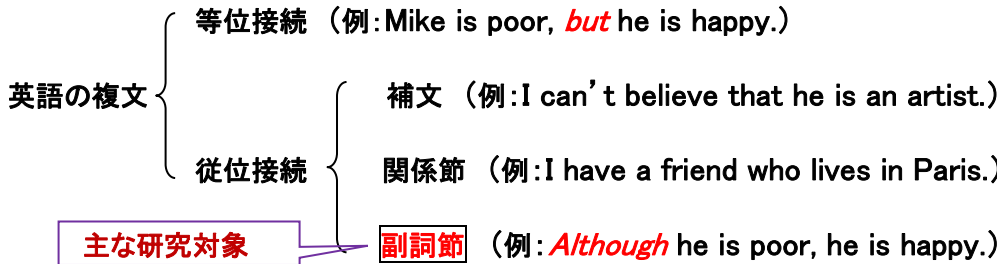 等位接続 （例：Mike is poor, but he is happy.）
英語の複文
補文 （例：I can’t believe that he is an artist.）
従位接続
関係節 （例：I have a friend who lives in Paris.）
主な研究対象
副詞節 （例：Although he is poor, he is happy.）